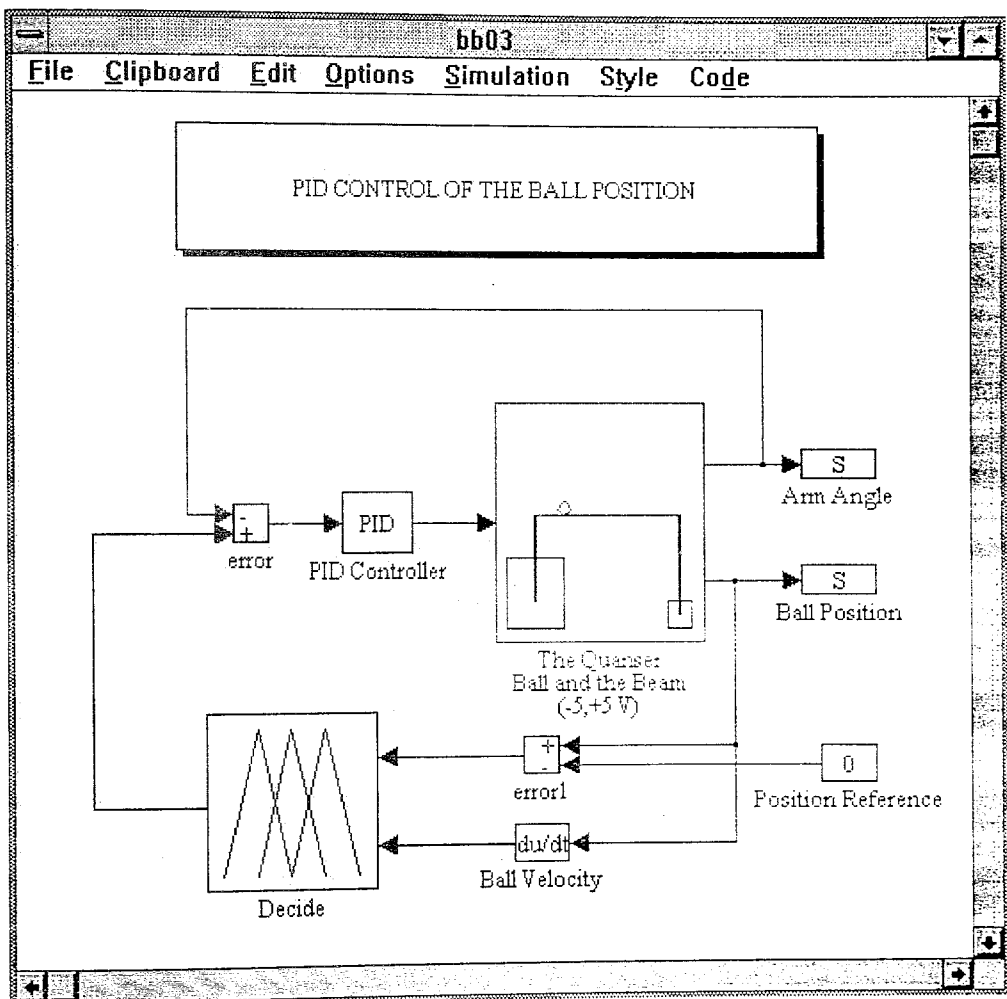 bb03
File Clipboard Edit Options Simulation Style Code
PID CONTROL OF THE BALL POSITION
S
Arm Angle
-
+
error
PID
PID Controller
S
Ball Position
The Quanser
Ball and the Beam
(-5,+5 V)
+
-
error1
0
Position Reference
du/dt
Ball Velocity
Decide